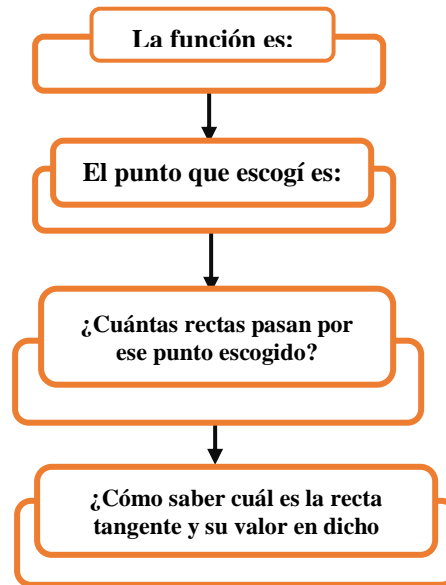 La función es:
El punto que escogí es:
¿Cuántas rectas pasan por
ese punto escogido?
¿Cómo saber cuál es la recta
tangente y su valor en dicho